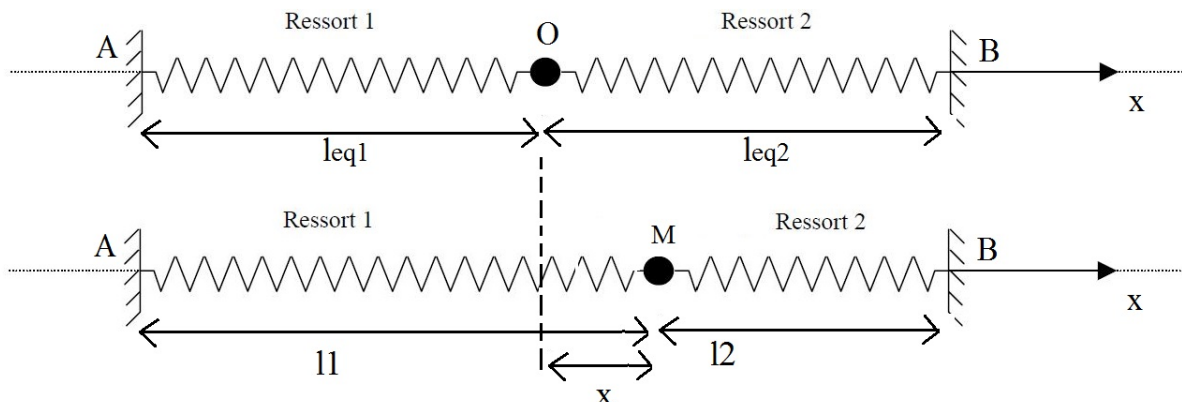 Ressort 1
Ressort 2
A
O
B
x
leq1
leq2
Ressort 1
Ressort 2
A
M
B
x
l1
l2
x